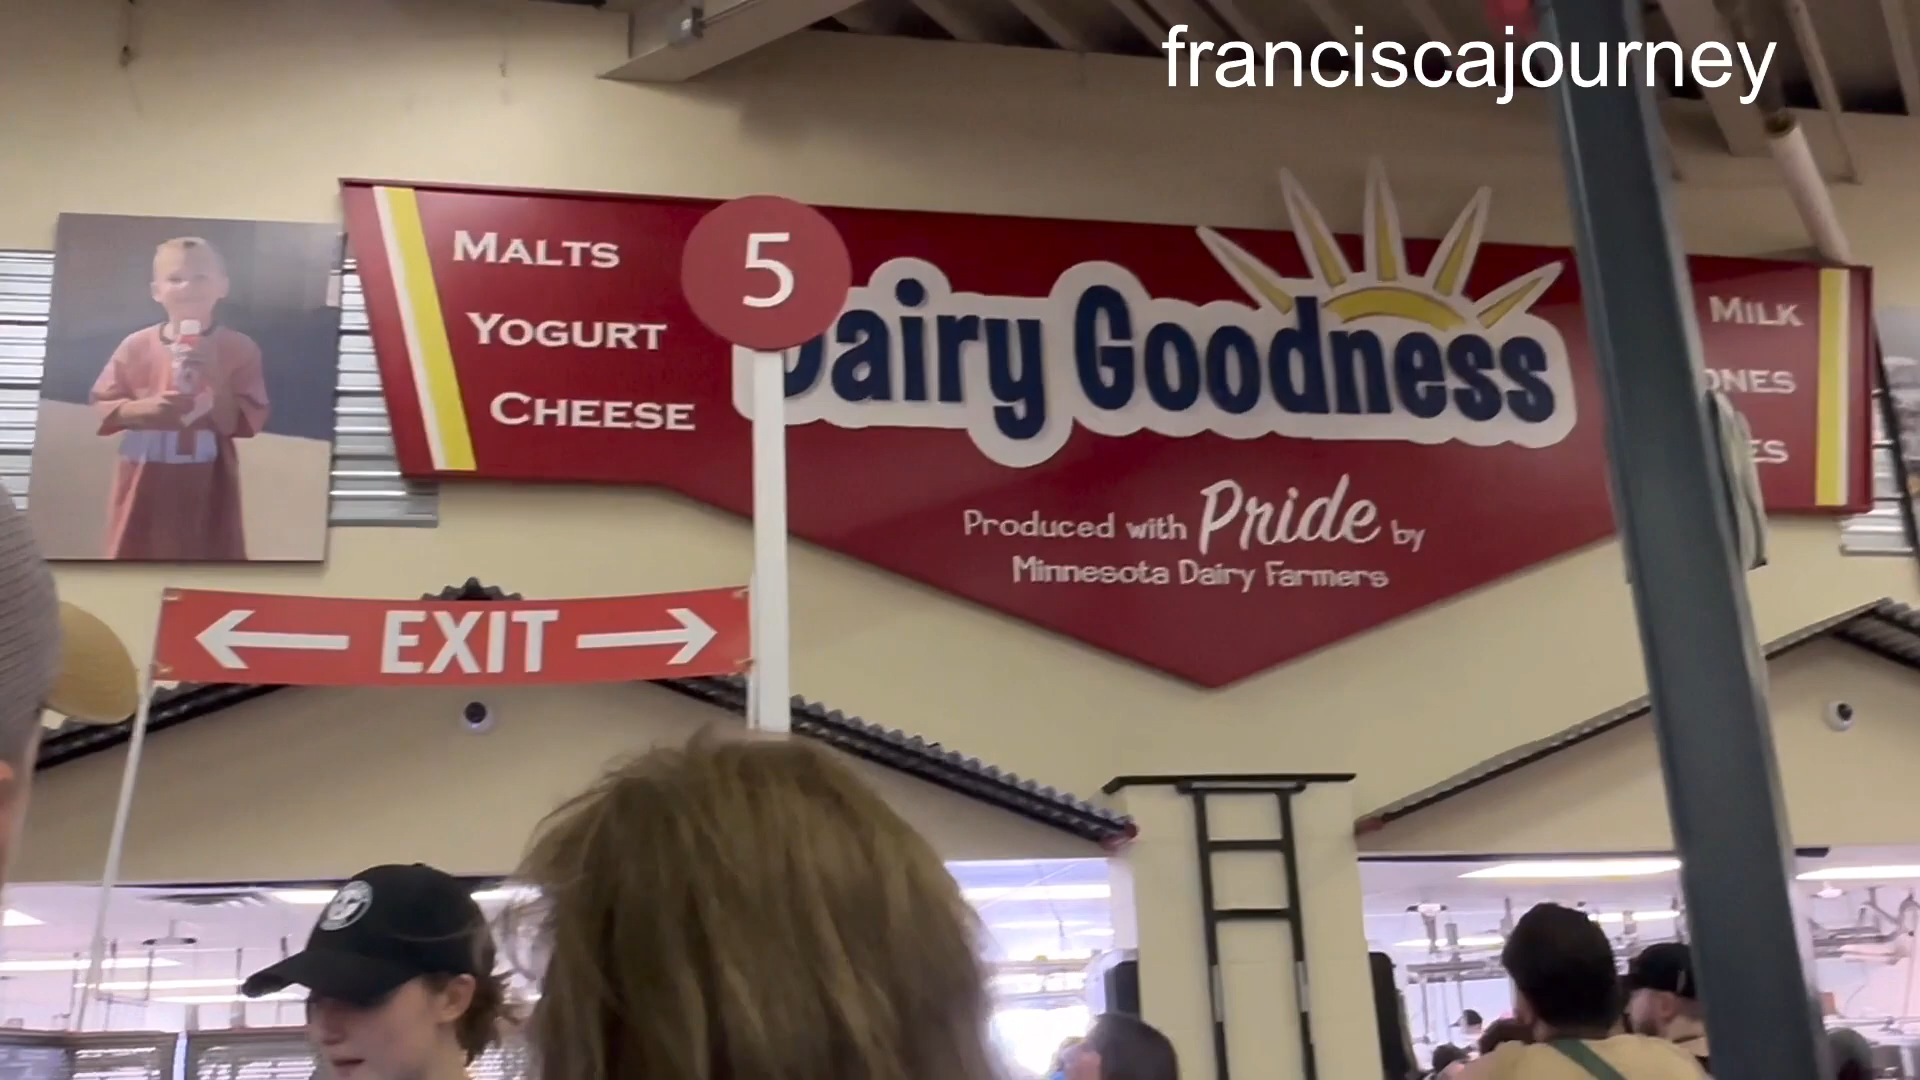 franciscajourney
MALTS
YOGURT
CHEESE
5
Dairy Goodness
Produced with Pride by
Minnesota Dairy Farmers
MILK
EXIT